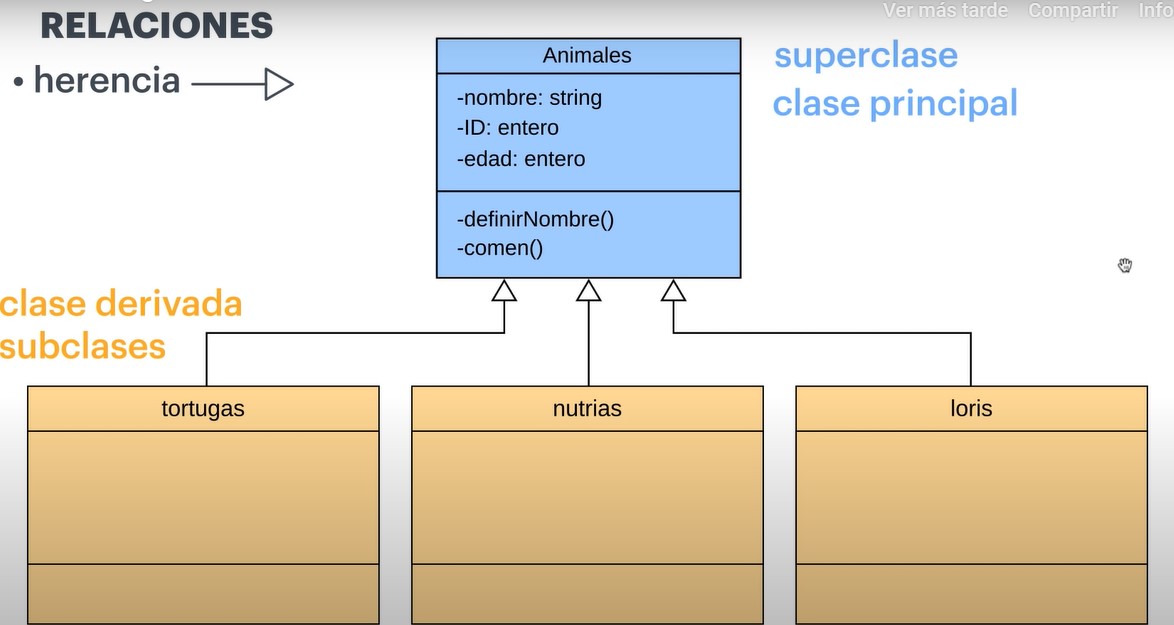 Ver más tarde Compartir Info
RELACIONES
• herencia
Animales
-nombre: string
-ID: entero
-edad: entero
-definirNombre()
-comen()
superclase
clase principal
clase derivada
subclases
tortugas
nutrias
loris